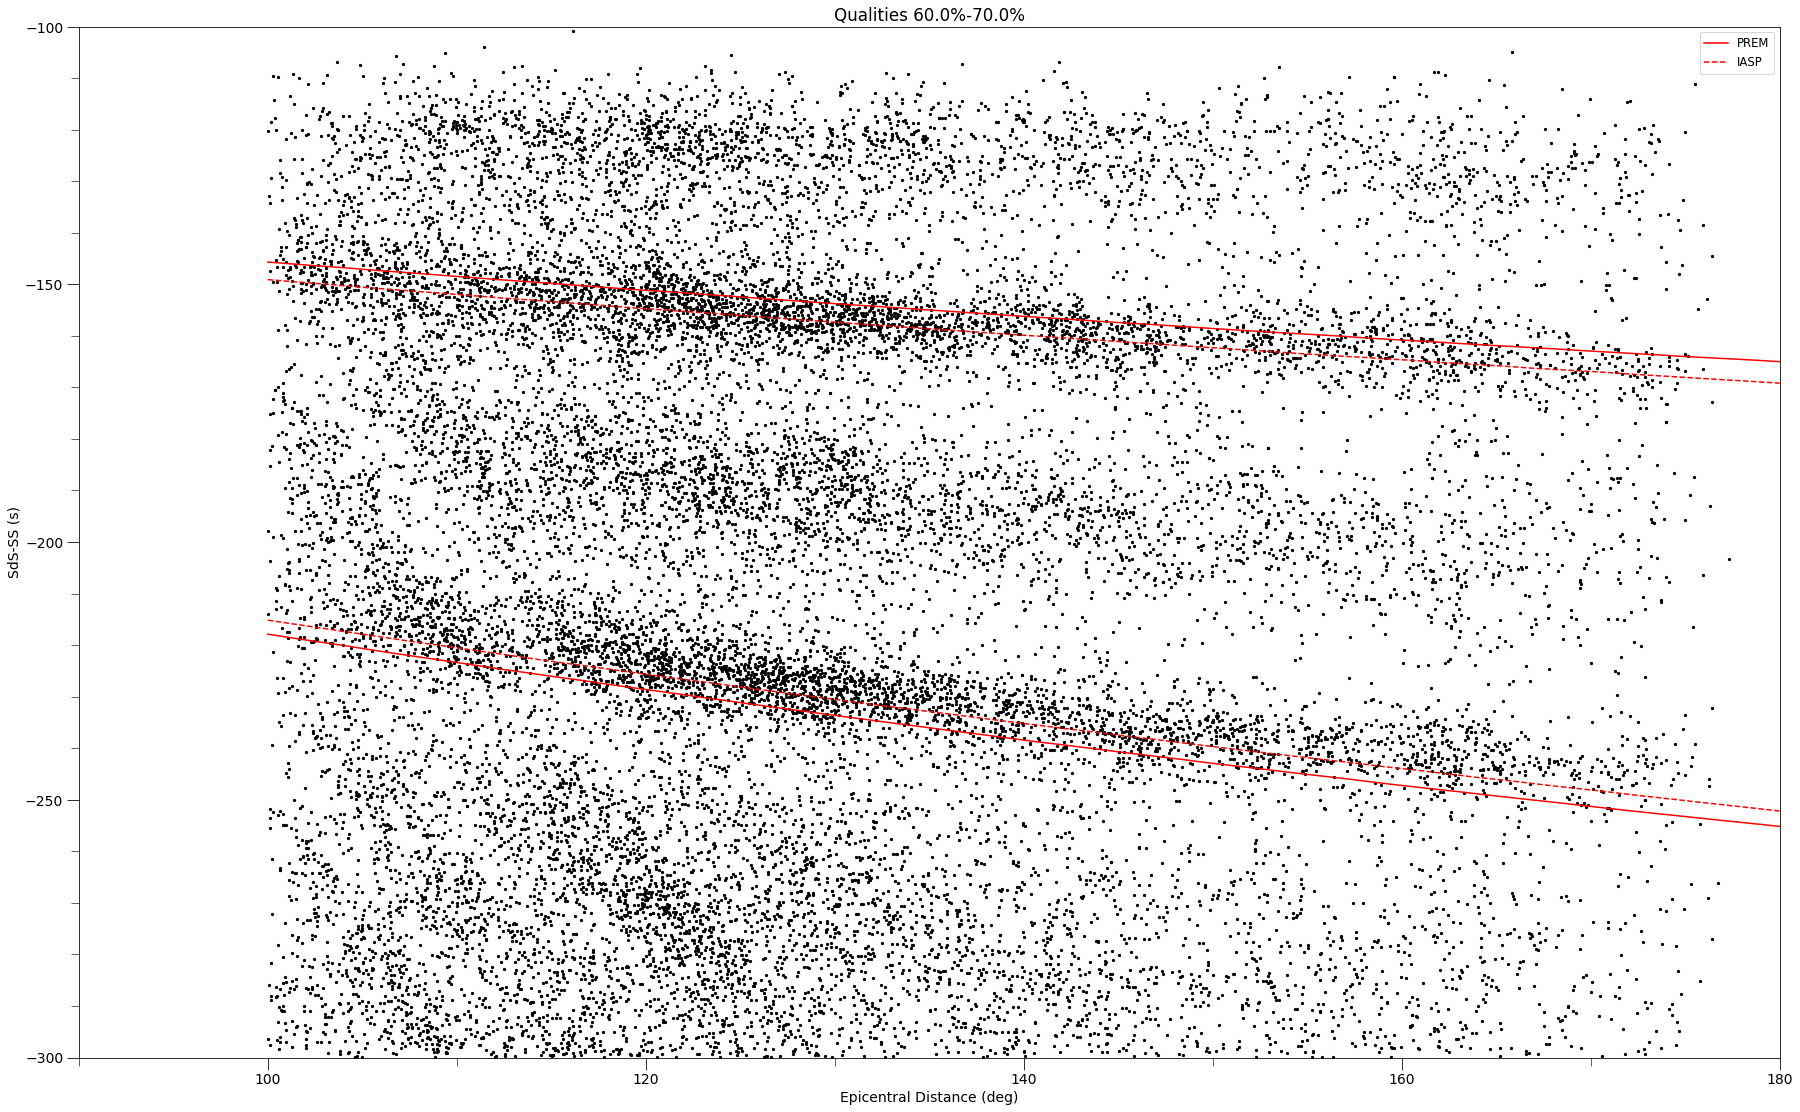 Qualities 60.0%-70.0%
PREM
IASP
−100
−150
−200
−250
−300
SdS-SS (s)
100
120
140
160
180
Epicentral Distance (deg)